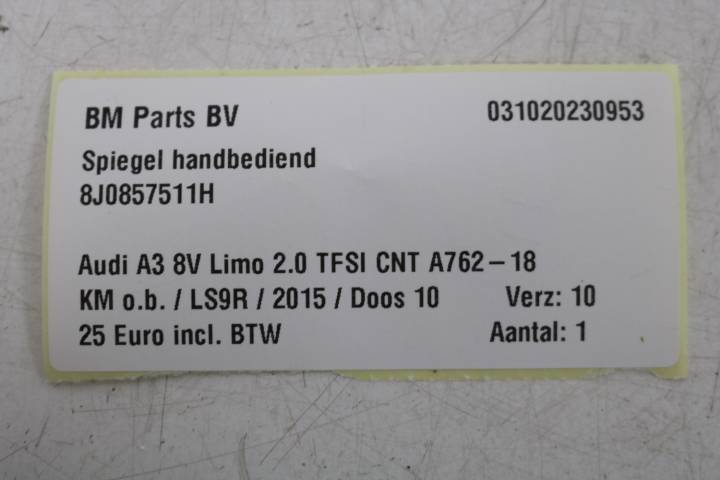 BM Parts BV 031020230953
Spiegel handbediend
8J0857511H
Audi A3 8V Limo 2.0 TFSI CNT A762-18
KM o.b. / LS9R / 2015 / Doos 10 Verz: 10
25 Euro incl. BTW Aantal: 1